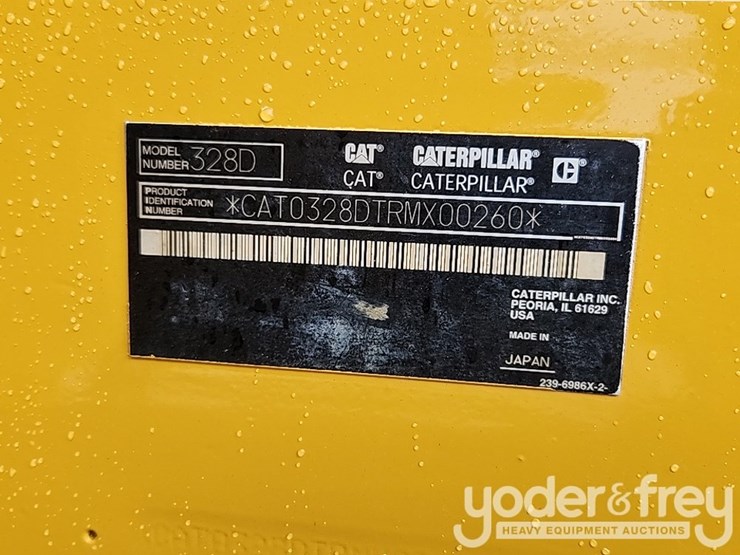 MODEL NUMBER 328D
CAT® CATERPILLAR® C®
CAT® CATERPILLAR®
PRODUCT IDENTIFICATION NUMBER *CAT0328DTRMX00260*
CATERPILLAR INC.
PEORIA, IL 61629
USA
MADE IN
JAPAN
239-6986X-2-
yoder&frey
HEAVY EQUIPMENT AUCTIONS